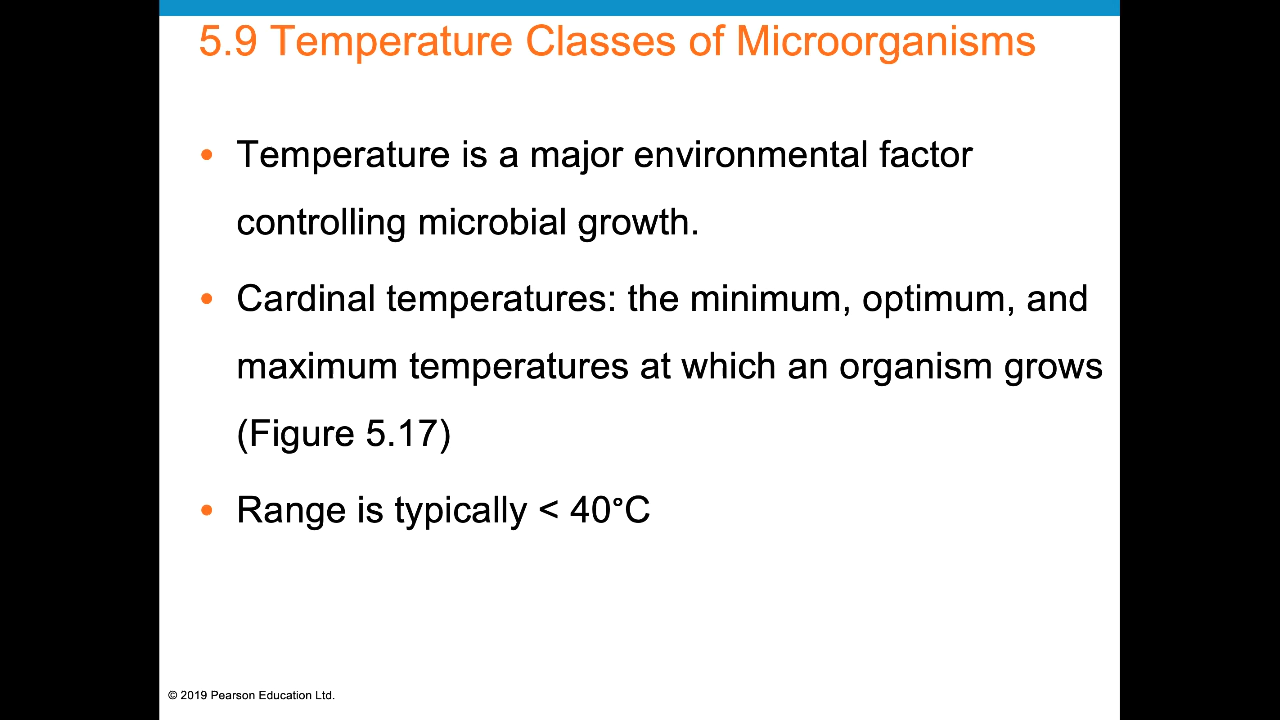 5.9 Temperature Classes of Microorganisms
• Temperature is a major environmental factor
controlling microbial growth.
• Cardinal temperatures: the minimum, optimum, and
maximum temperatures at which an organism grows
(Figure 5.17)
• Range is typically < 40°C
© 2019 Pearson Education Ltd.